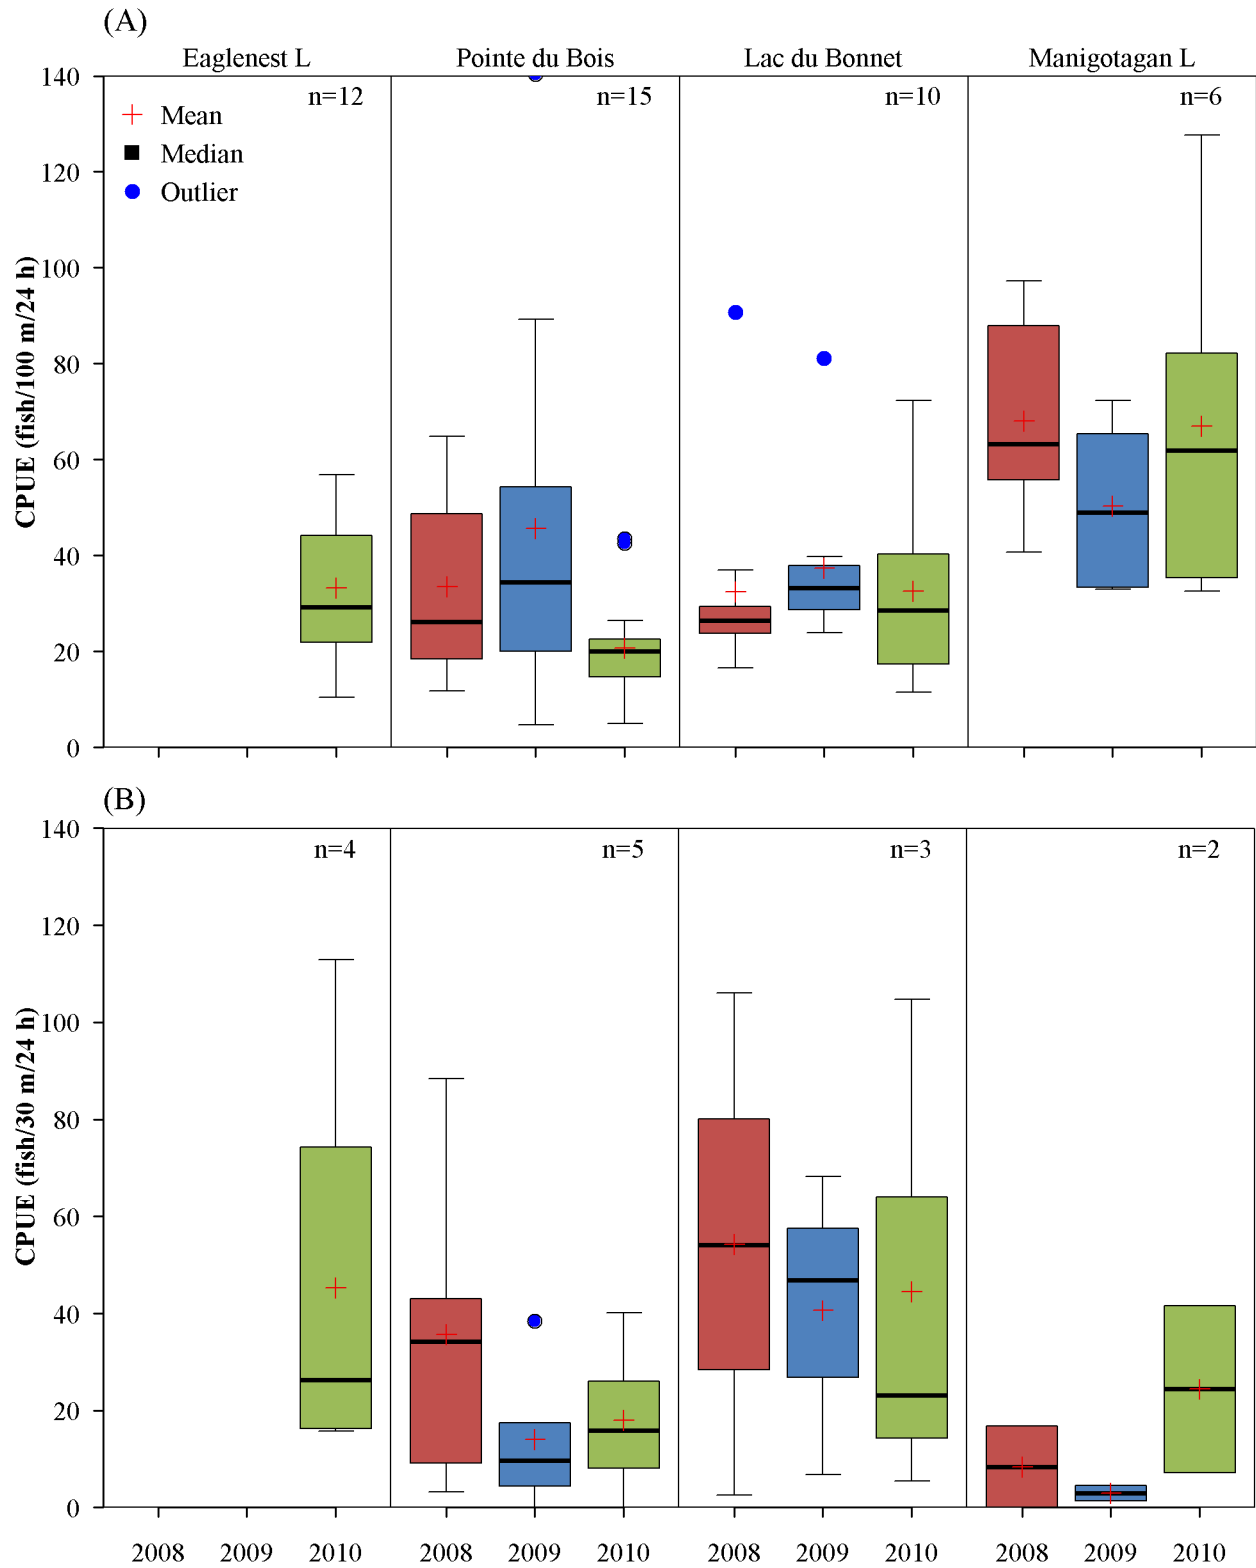 (A)
Eaglenest L Pointe du Bois Lac du Bonnet Manigotagan L
n=12 n=15 n=10 n=6
Mean
Median
Outlier
CPUE (fish/100 m/24 h)
140
120
100
80
60
40
20
0
(B)
n=4 n=5 n=3 n=2
CPUE (fish/30 m/24 h)
140
120
100
80
60
40
20
0
2008 2009 2010 2008 2009 2010 2008 2009 2010 2008 2009 2010